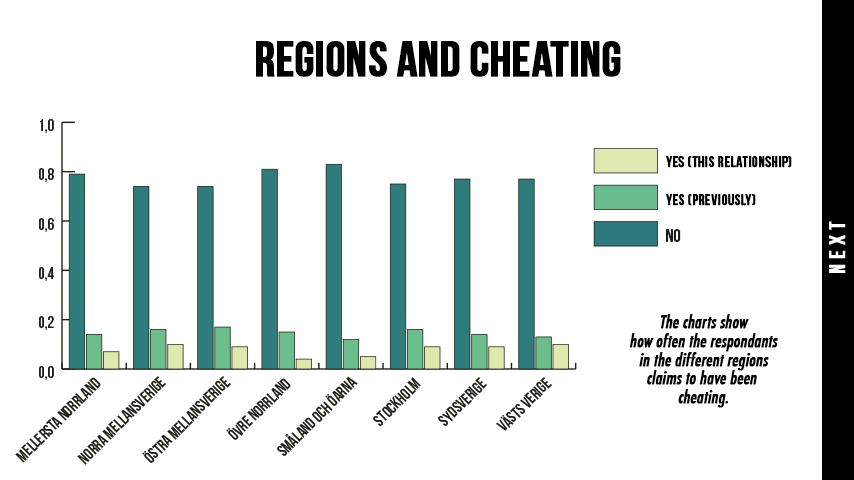 REGIONS AND CHEATING
1,0
0,8
0,6
0,4
0,2
0,0
MELLERSTA NORRLAND
NORRA MELLANSVERIGE
ÖSTRA MELLANSVERIGE
ÖVRE NORRLAND
SMÅLAND OCH ÖARNA
STOCKHOLM
SYDSVERIGE
VÄSTS VERIGE
YES (THIS RELATIONSHIP)
YES (PREVIOUSLY)
NO
The charts show
how often the respondants
in the different regions
claims to have been
cheating.
NEXT